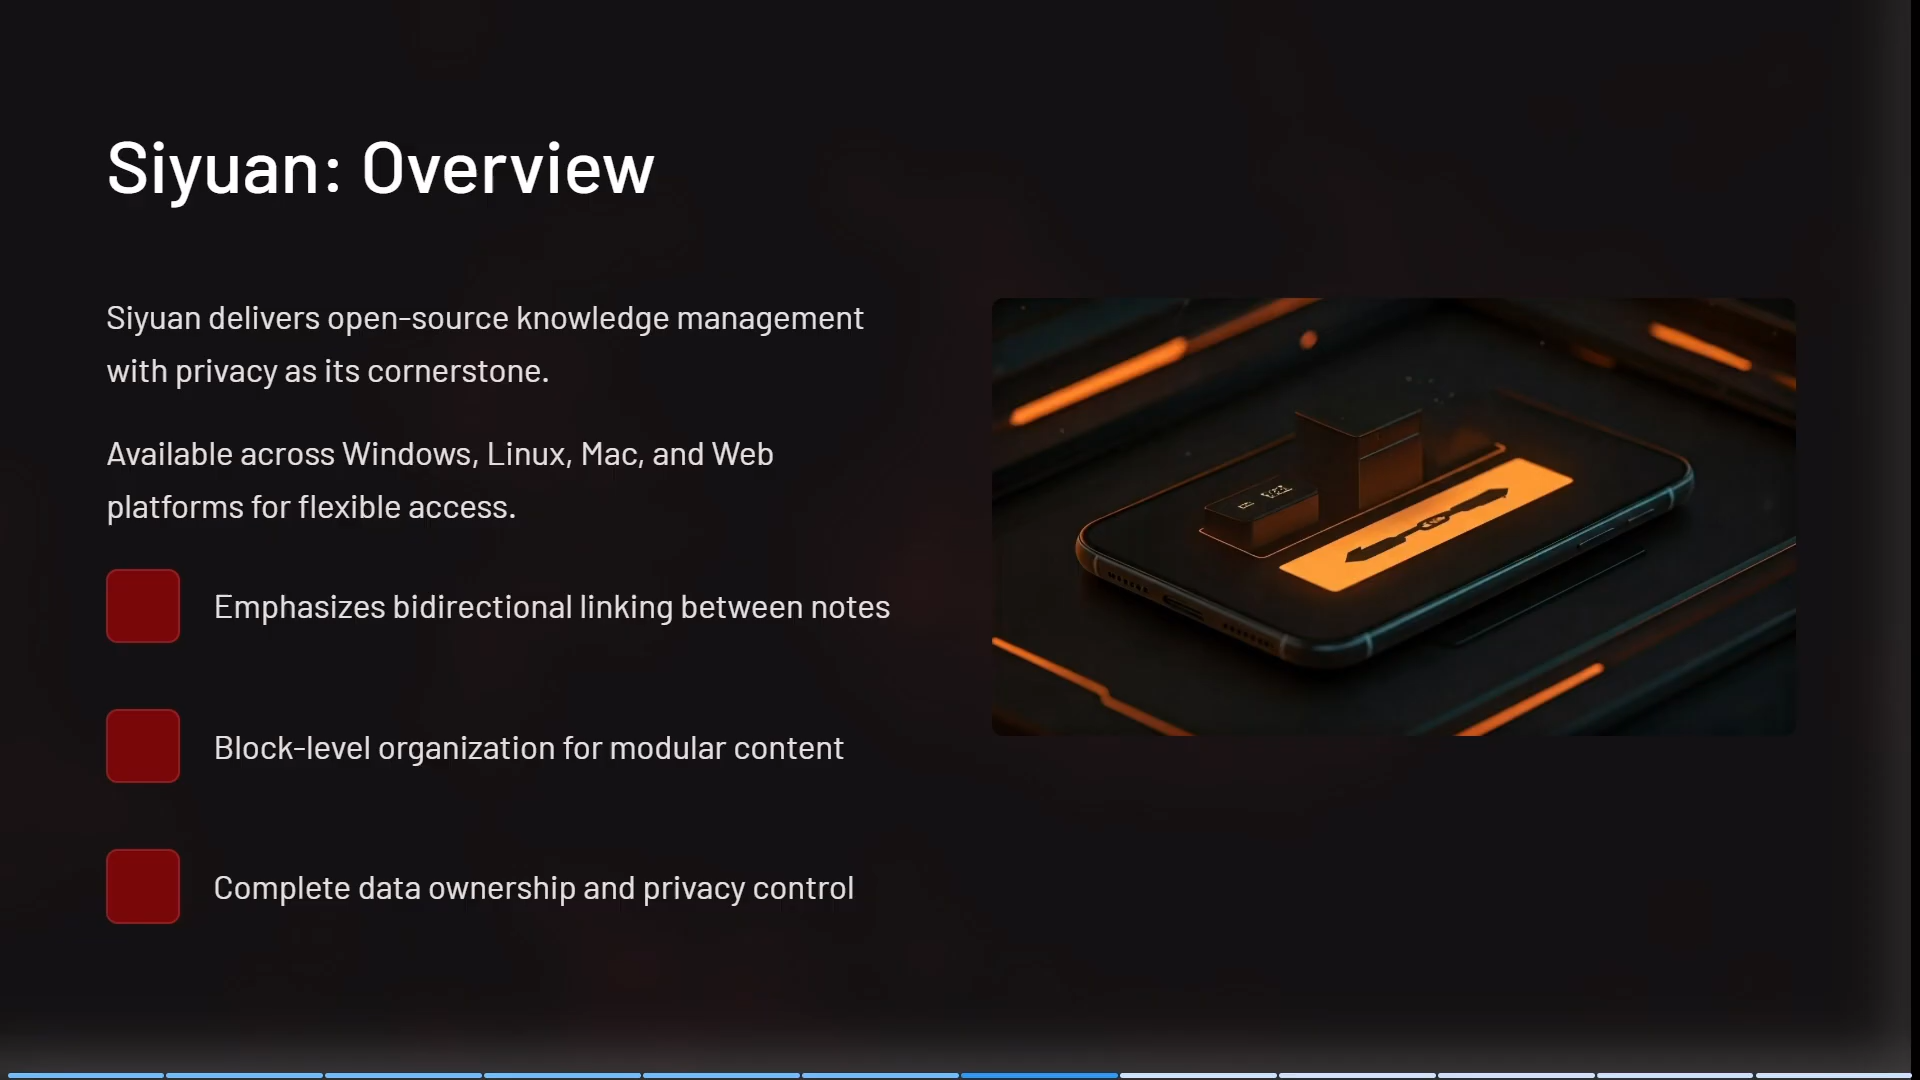 Siyuan: Overview
Siyuan delivers open-source knowledge management
with privacy as its cornerstone.
Available across Windows, Linux, Mac, and Web
platforms for flexible access.
Emphasizes bidirectional linking between notes
Block-level organization for modular content
Complete data ownership and privacy control